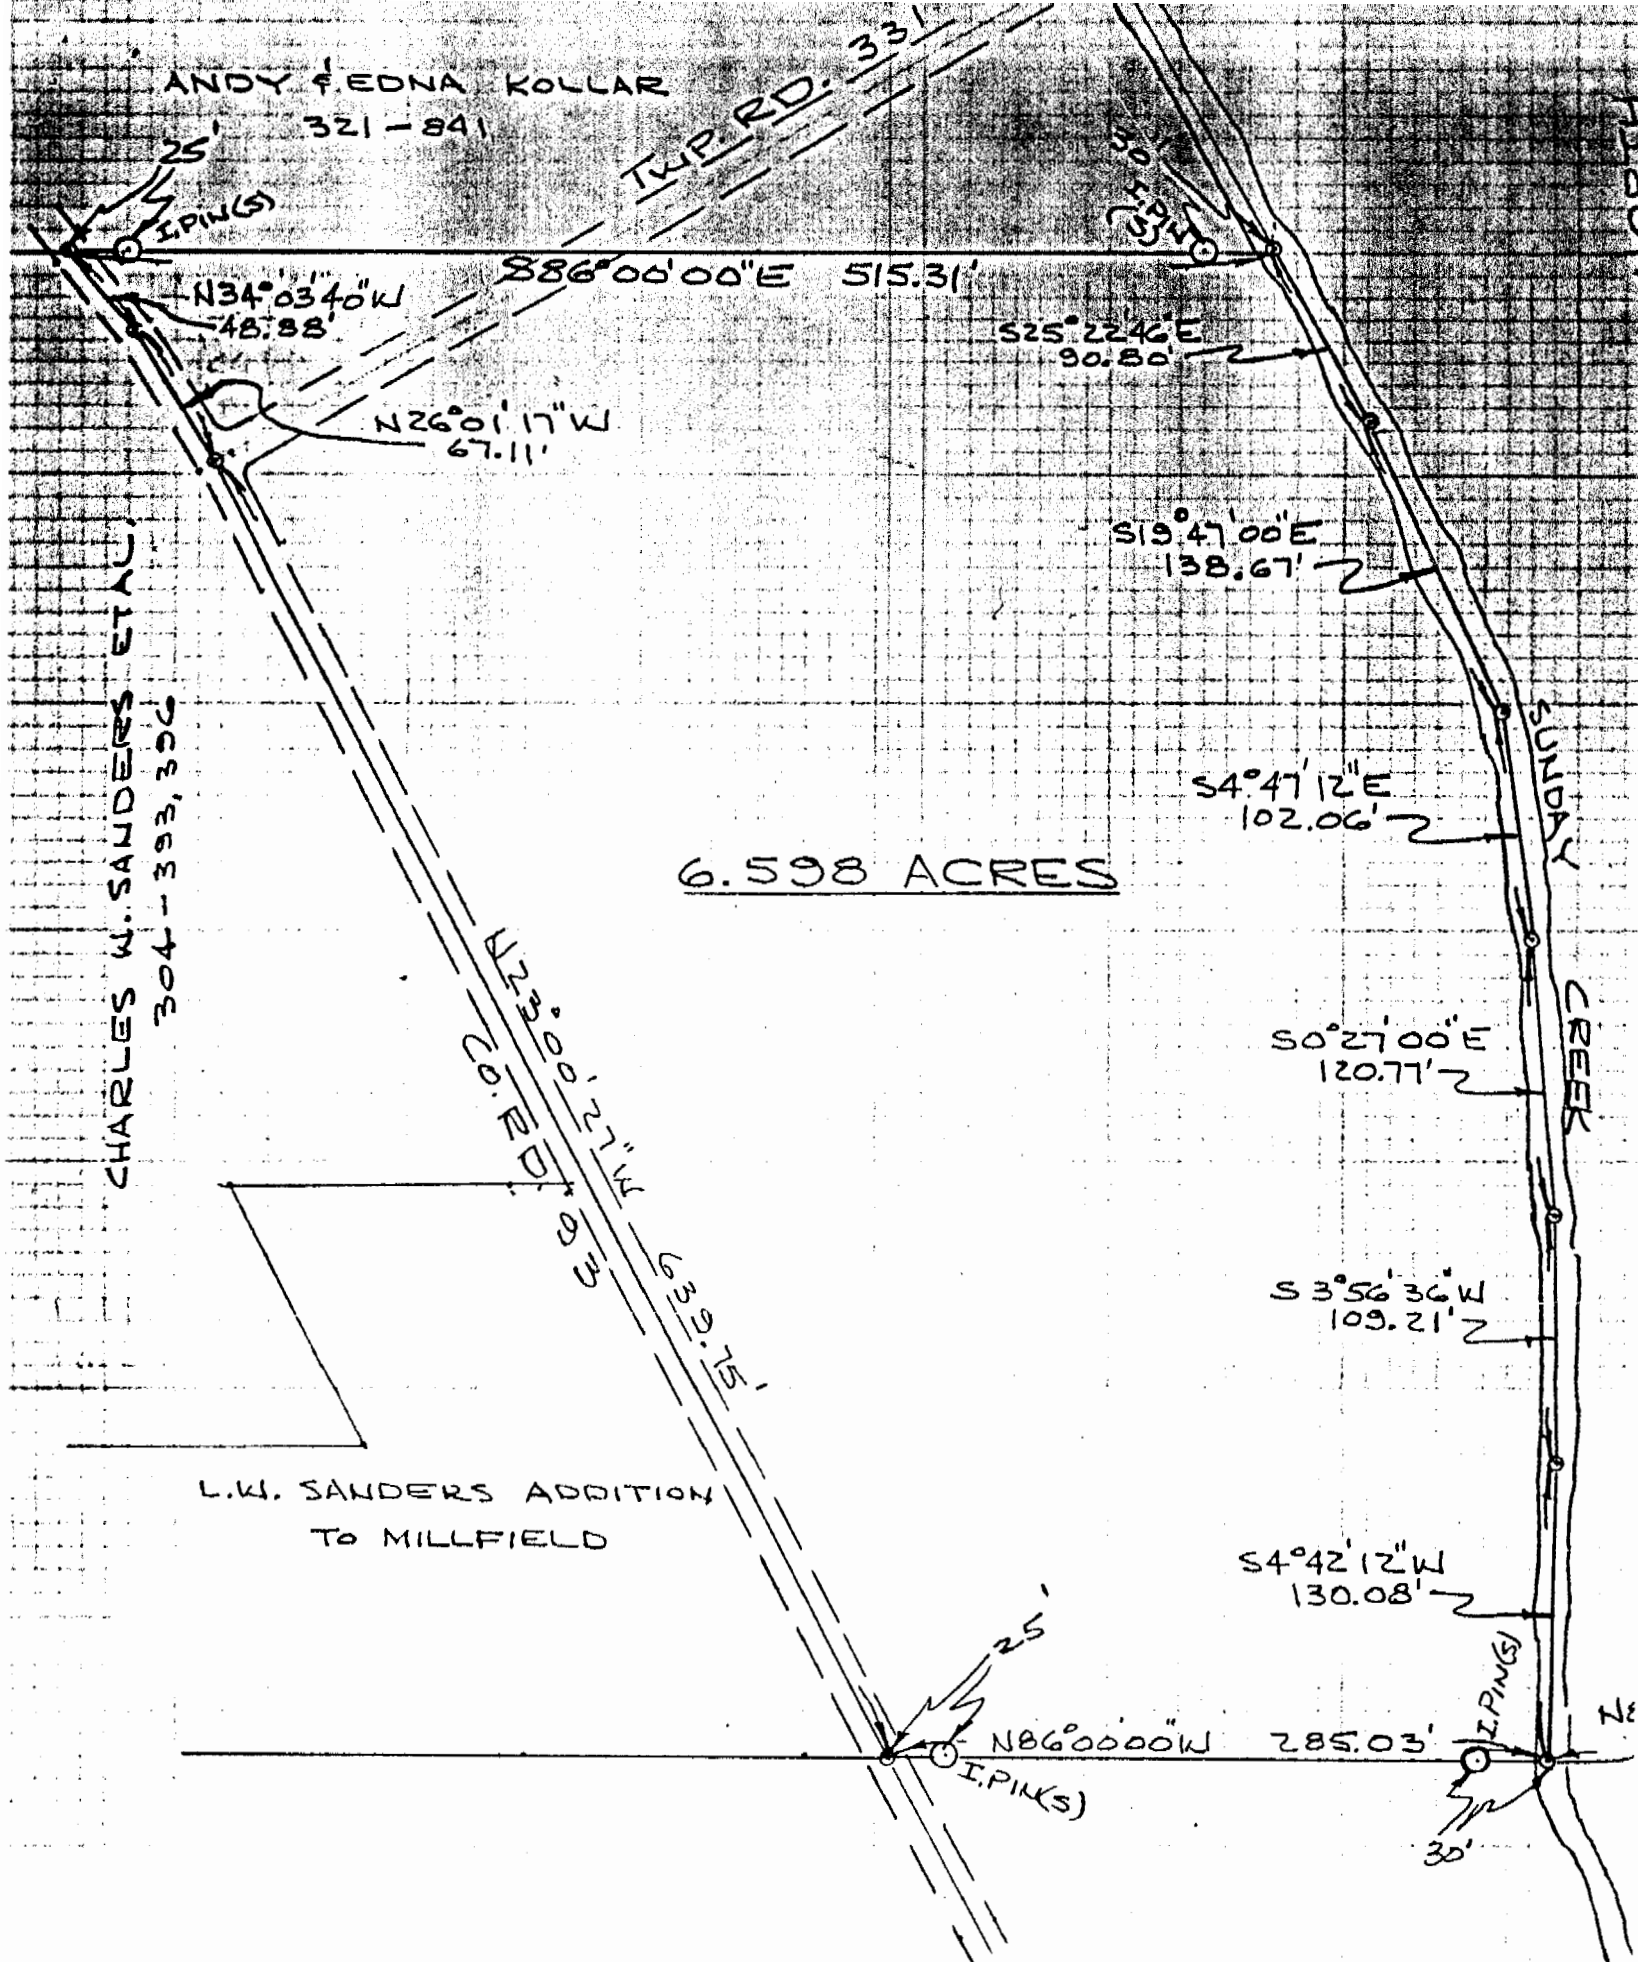 ANDY & EDNA KOLLAR
321 - 841
TWP. RD. 331
25'
I.PIN(S)
30'
I.PIN
(S)
S86°00'00"E 515.31'
N34°03'40"W
48.88'
S25°22'46"E
90.80'
N26°01'17"W
67.11'
S19°47'00"E
138.67'
CHARLES W. SANDERS ETAL.
304-393, 396
SUNDAY
CREEK
S4°47'12"E
102.06'
6.598 ACRES
N23°00'27"W 639.75'
CO. RD. 93
S0°27'00"E
120.77'
S 3°56'36"W
109.21'
L.W. SANDERS ADDITION
TO MILLFIELD
S4°42'12"W
130.08'
25'
I.PIN(S)
N86°00'00"W 285.03'
I.PIN(S)
30'